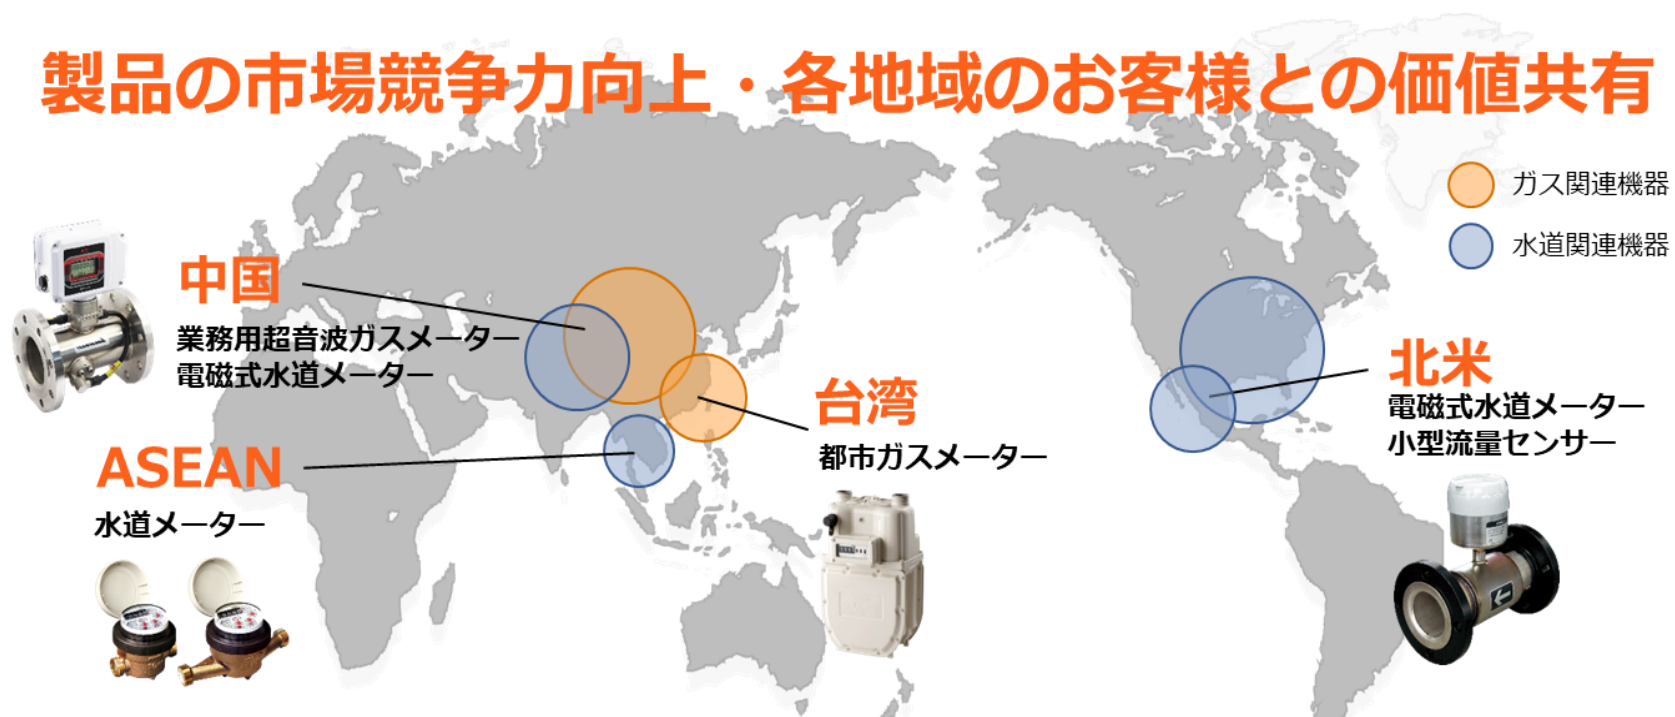 製品の市場競争力向上・各地域のお客様との価値共有
ガス関連機器
水道関連機器
中国
業務用超音波ガスメーター
電磁式水道メーター
台湾
都市ガスメーター
北米
電磁式水道メーター
小型流量センサー
ASEAN
水道メーター